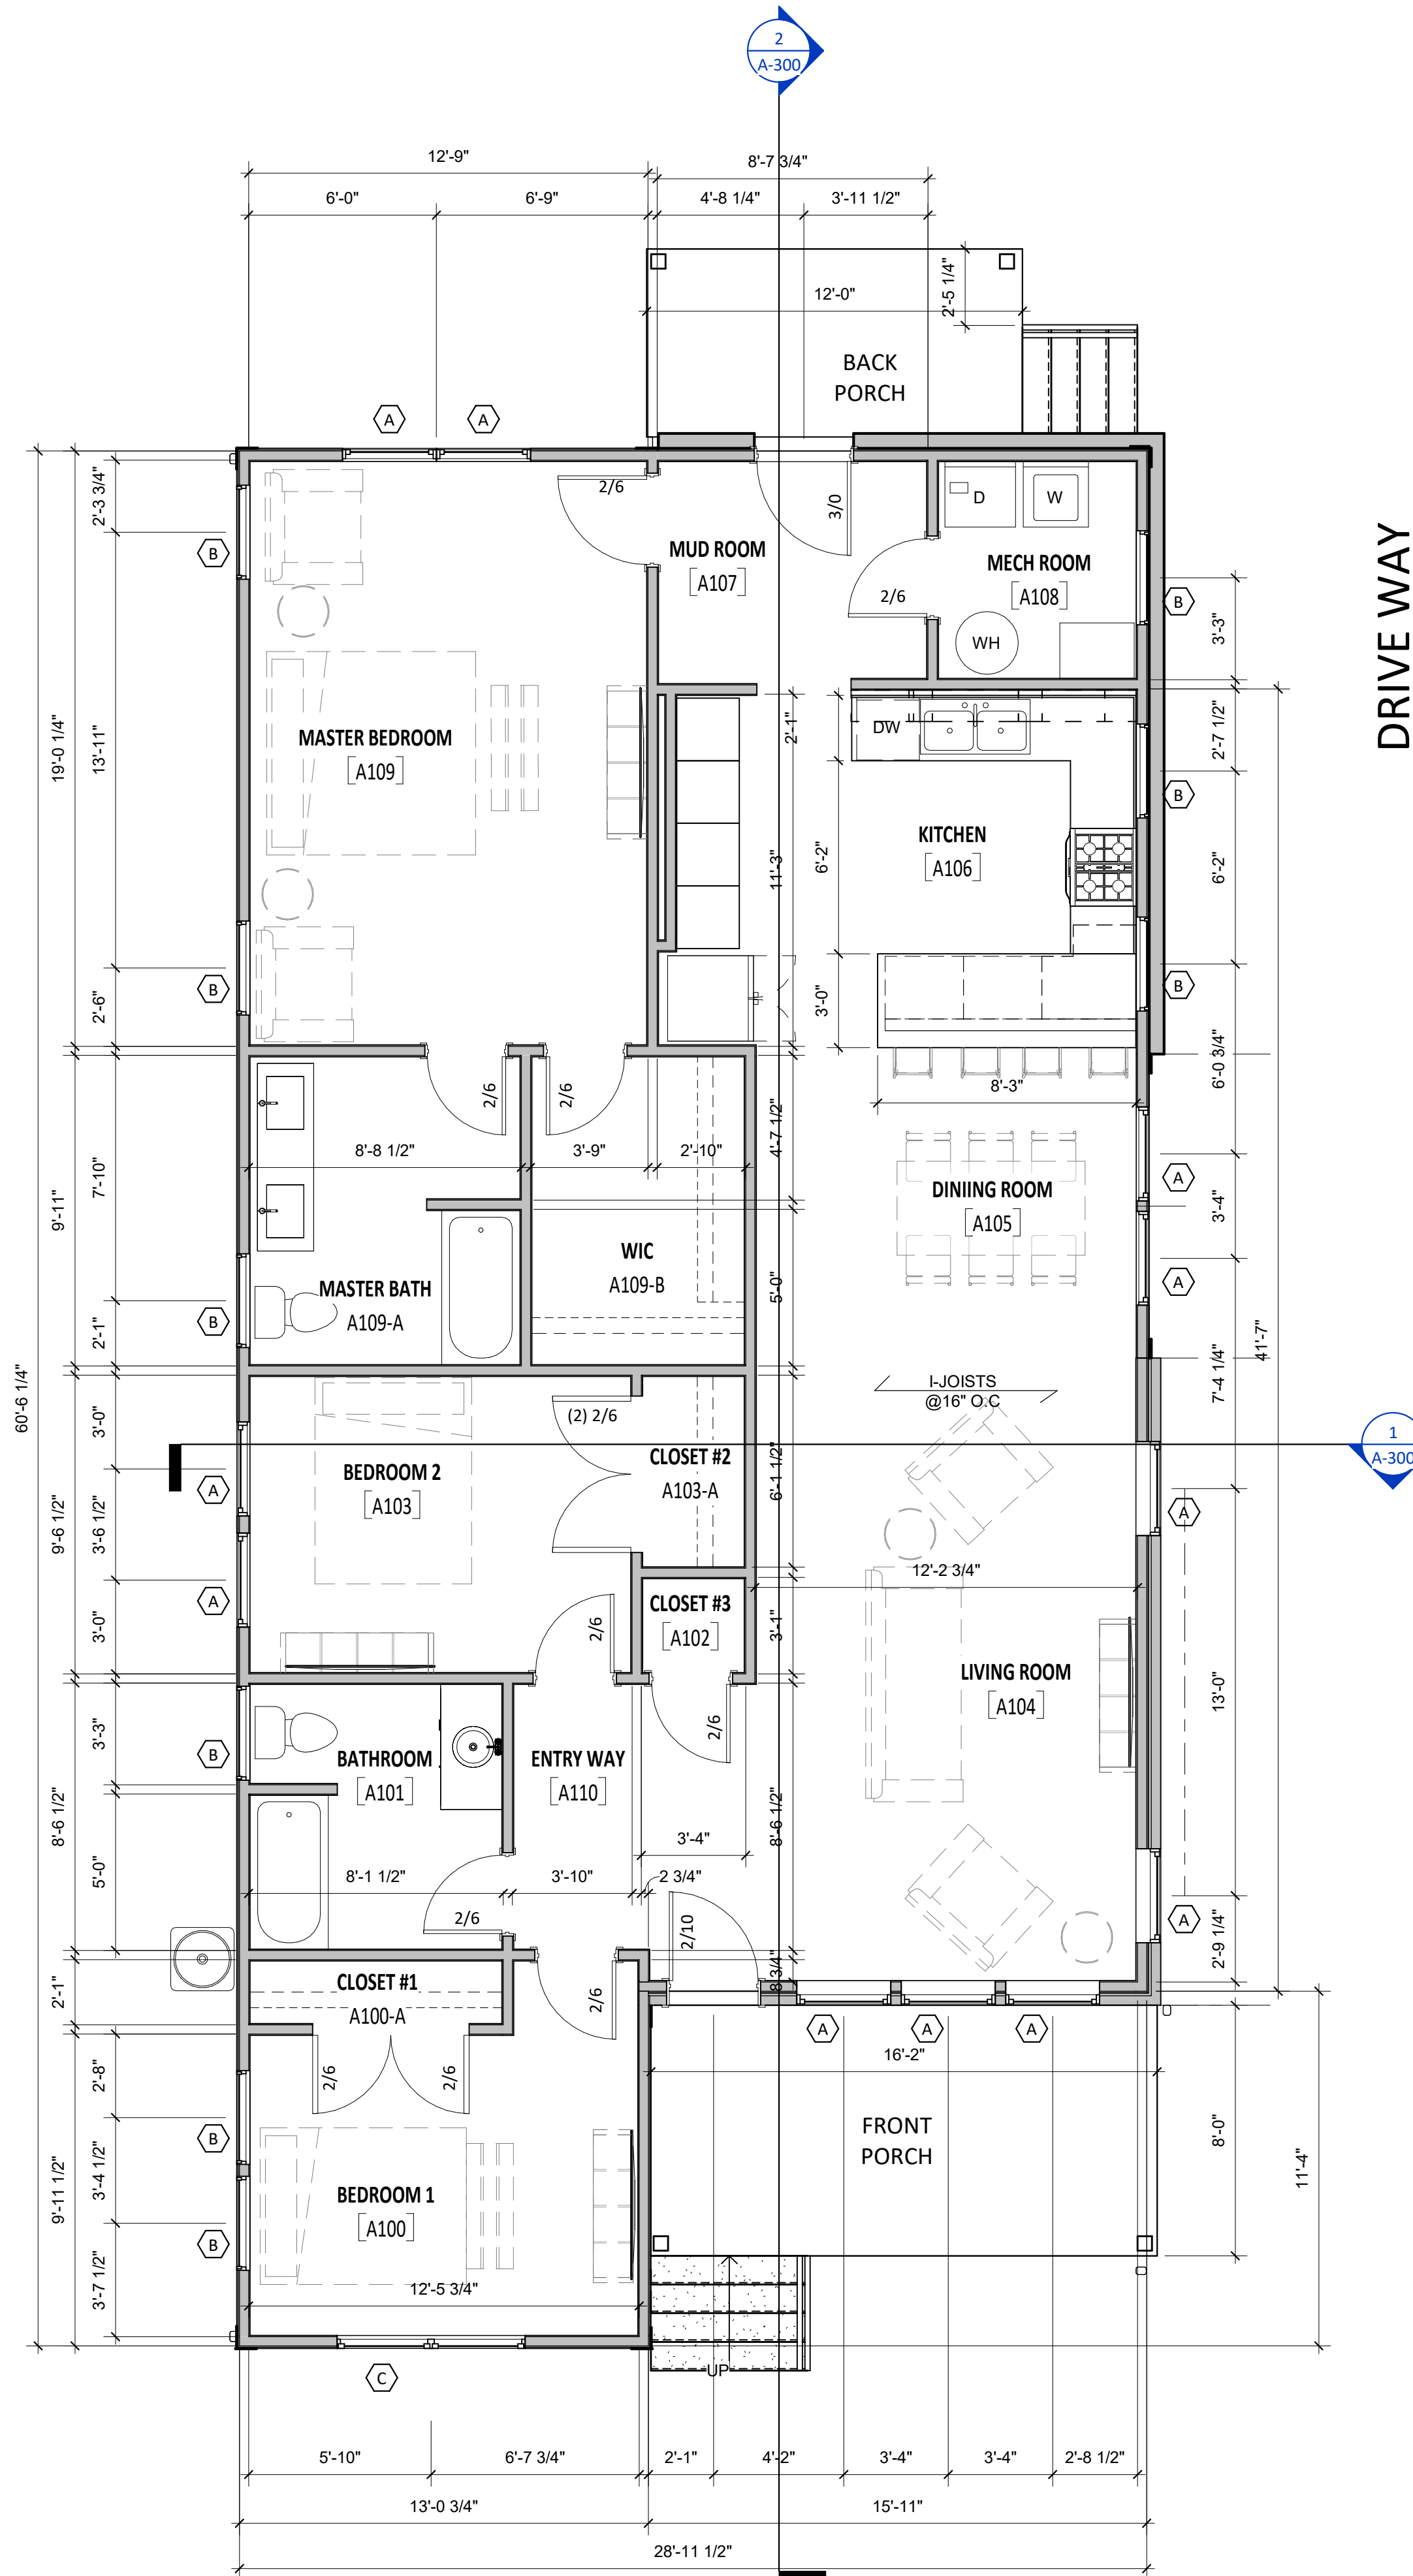 2
A-300
12'-9"
8'-7 3/4"
6'-0"
6'-9"
4'-8 1/4"
3'-11 1/2"
2'-5 1/4"
12'-0"
BACK
PORCH
A
A
2/6
3/0
D
W
2'-3 3/4"
B
MUD ROOM
A107
MECH ROOM
A108
2/6
WH
B
3'-3"
DRIVE WAY
19'-0 1/4"
13'-11"
MASTER BEDROOM
A109
2'-1"
DW
2'-7 1/2"
B
KITCHEN
A106
11'-3"
6'-2"
6'-2"
B
2'-6"
3'-0"
B
6'-0 3/4"
8'-3"
2/6
2/6
4'-7 1/2"
8'-8 1/2"
3'-9"
2'-10"
7'-10"
9'-11"
DINIING ROOM
A105
A
3'-4"
A
WIC
A109-B
5'-0"
MASTER BATH
A109-A
B
2'-1"
60'-6 1/4"
41'-7"
7'-4 1/4"
I-JOISTS
@16" O.C
3'-0"
(2) 2/6
BEDROOM 2
A103
CLOSET #2
A103-A
6'-1 1/2"
1
A-300
A
A
9'-6 1/2"
3'-6 1/2"
12'-2 3/4"
A
3'-0"
2/6
CLOSET #3
A102
3'-1"
LIVING ROOM
A104
13'-0"
3'-3"
B
BATHROOM
A101
ENTRY WAY
A110
2/6
8'-6 1/2"
8'-6 1/2"
3'-4"
5'-0"
8'-1 1/2"
3'-10"
2 3/4"
2/6
2/10
A
2'-9 1/4"
8 3/4"
2'-1"
CLOSET #1
A100-A
2/6
A
A
A
16'-2"
2'-8"
2/6
2/6
B
FRONT
PORCH
8'-0"
11'-4"
9'-11 1/2"
3'-4 1/2"
BEDROOM 1
A100
B
3'-7 1/2"
12'-5 3/4"
UP
C
5'-10"
6'-7 3/4"
2'-1"
4'-2"
3'-4"
3'-4"
2'-8 1/2"
13'-0 3/4"
15'-11"
28'-11 1/2"